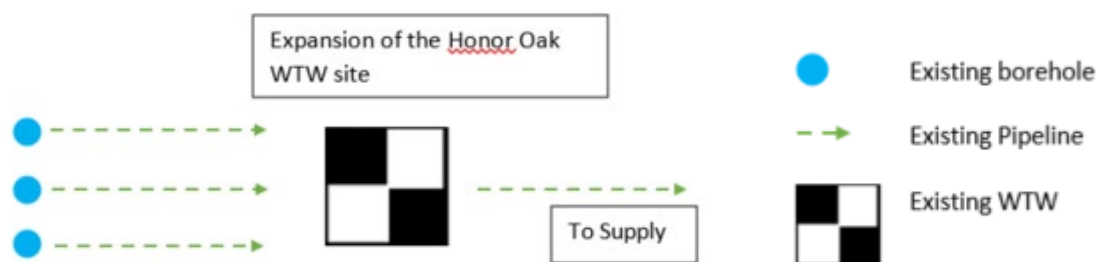 Expansion of the Honor Oak
WTW site
Existing borehole
Existing Pipeline
Existing WTW
To Supply